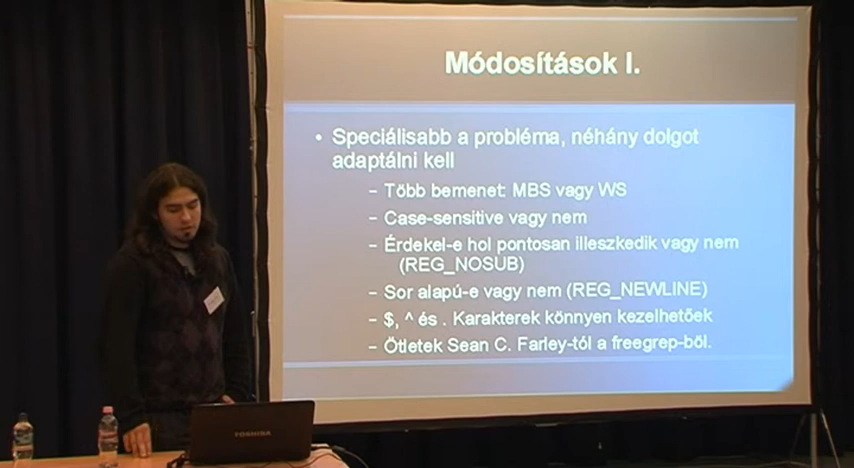 Módosítások I.
• Speciálisabb a probléma, néhány dolgot
adaptálni kell
– Több bemenet: MBS vagy WS
– Case-sensitive vagy nem
– Érdekel-e hol pontosan illeszkedik vagy nem
(REG_NOSUB)
– Sor alapú-e vagy nem (REG_NEWLINE)
– $, ^ és . Karakterek könnyen kezelhetőek
– Ötletek Sean C. Farley-tól a freegrep-ből.
TOSHIBA